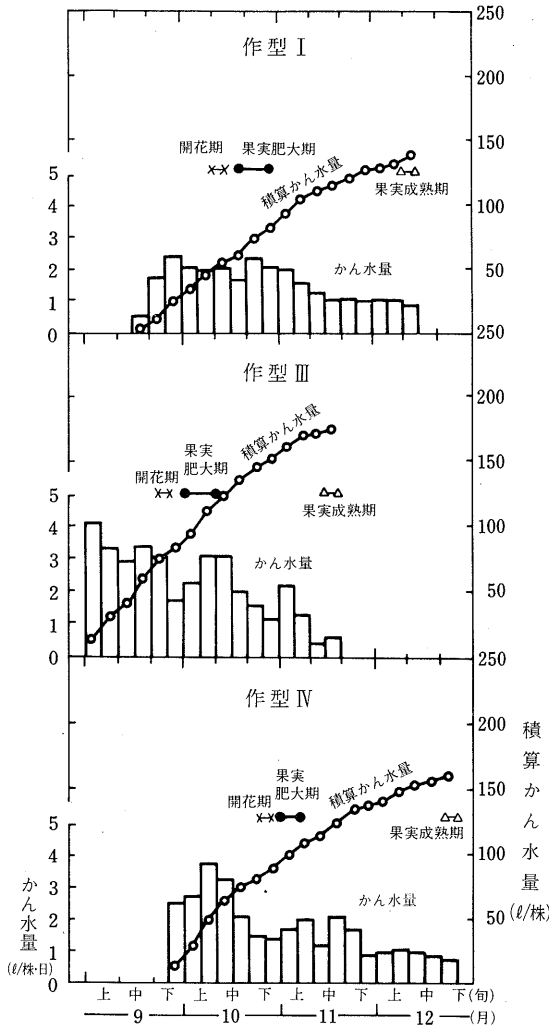 作型 I
250
200
150
100
50
5
4
3
2
1
0
開花期
果実肥大期
積算かん水量
果実成熟期
かん水量
作型 III
250
200
150
100
50
5
4
3
2
1
0
開花期
果実
肥大期
積算かん水量
果実成熟期
かん水量
作型 IV
250
200
150
100
50
5
4
3
2
1
0
開花期
果実
肥大期
積算かん水量
果実成熟期
かん水量
かん水量
(ℓ/株·日)
積算かん水量
(ℓ/株)
上 中 下 上 中 下 上 中 下 上 中 下(旬)
9 10 11 12 (月)